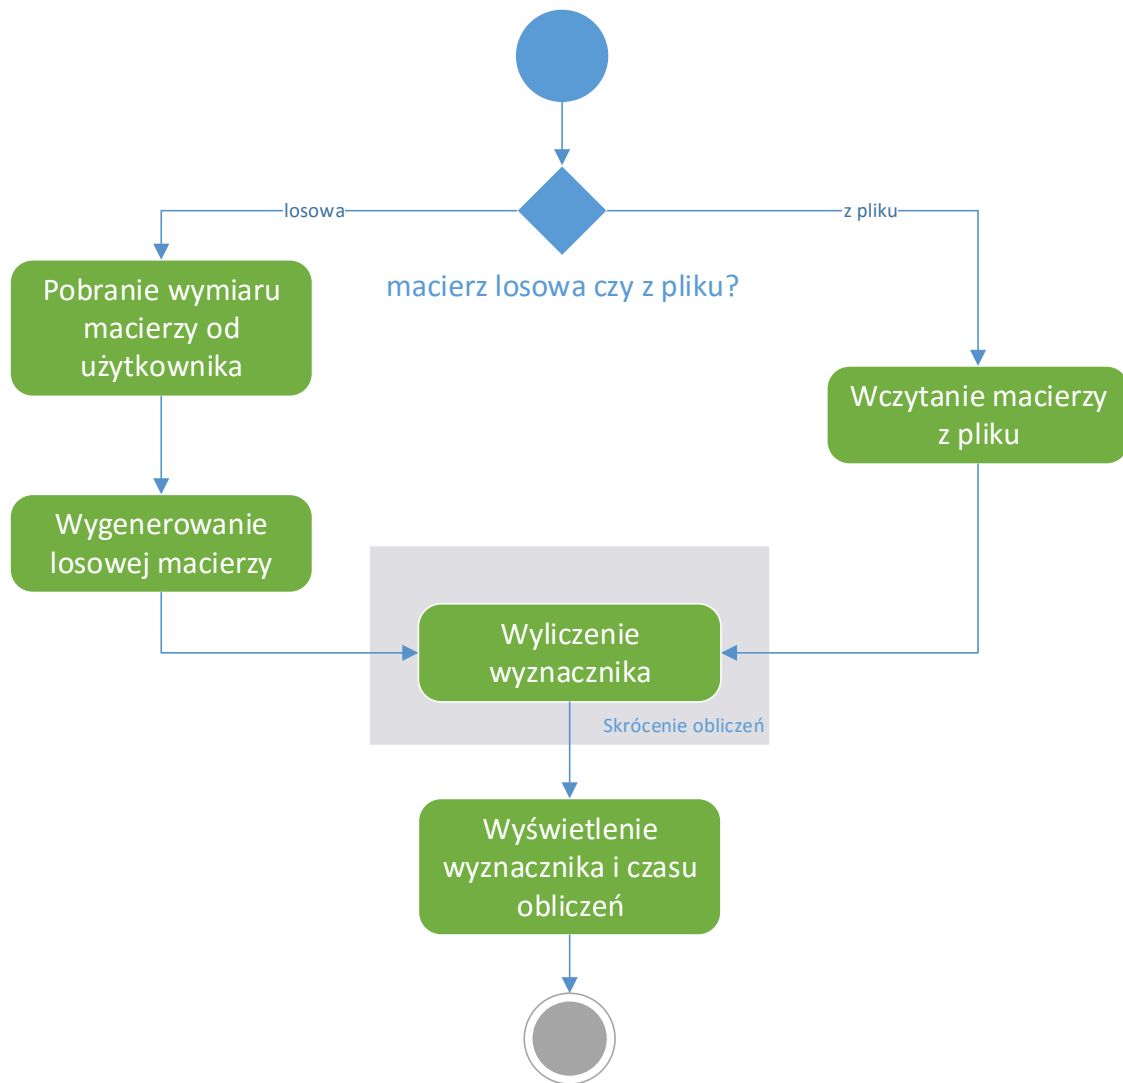 losowa
z pliku
macierz losowa czy z pliku?
Pobranie wymiaru
macierzy od
użytkownika
Wczytanie macierzy
z pliku
Wygenerowanie
losowej macierzy
Wyliczenie
wyznacznika
Skrócenie obliczeń
Wyświetlenie
wyznacznika i czasu
obliczeń